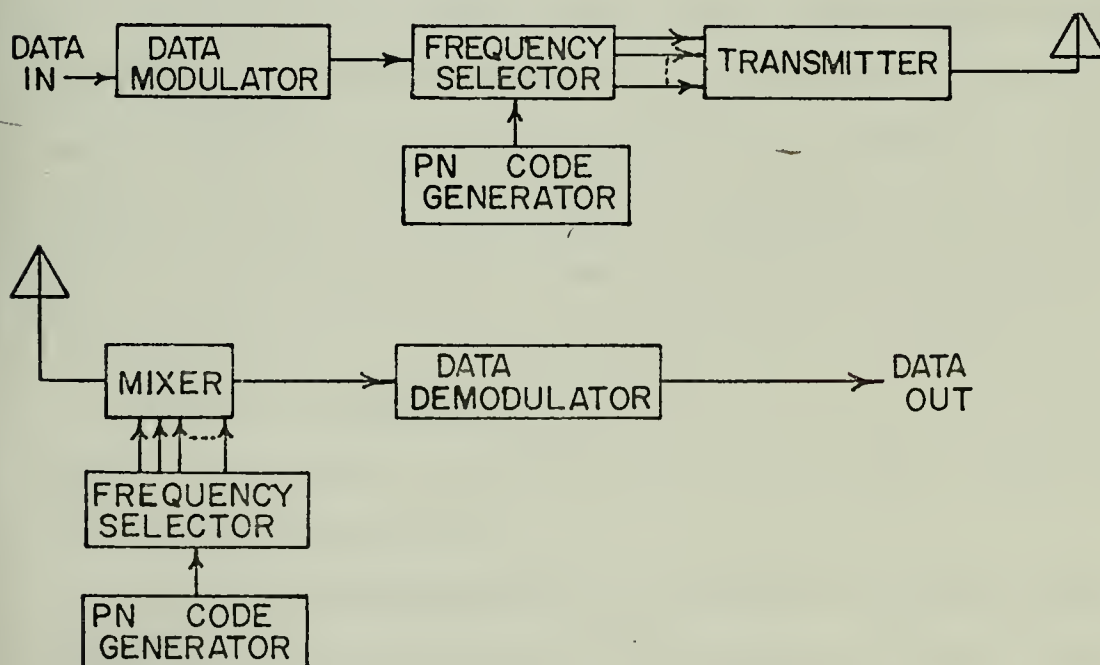 DATA IN
DATA MODULATOR
FREQUENCY SELECTOR
TRANSMITTER
PN CODE GENERATOR
MIXER
DATA DEMODULATOR
DATA OUT
FREQUENCY SELECTOR
PN CODE GENERATOR